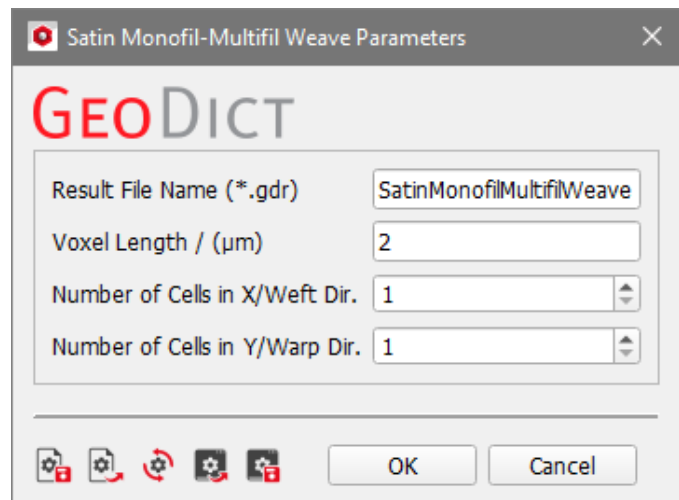 Satin Monofil-Multifil Weave Parameters
GEODICT
Result File Name (*.gdr) SatinMonofilMultifilWeave
Voxel Length / (µm) 2
Number of Cells in X/Weft Dir. 1
Number of Cells in Y/Warp Dir. 1
OK Cancel